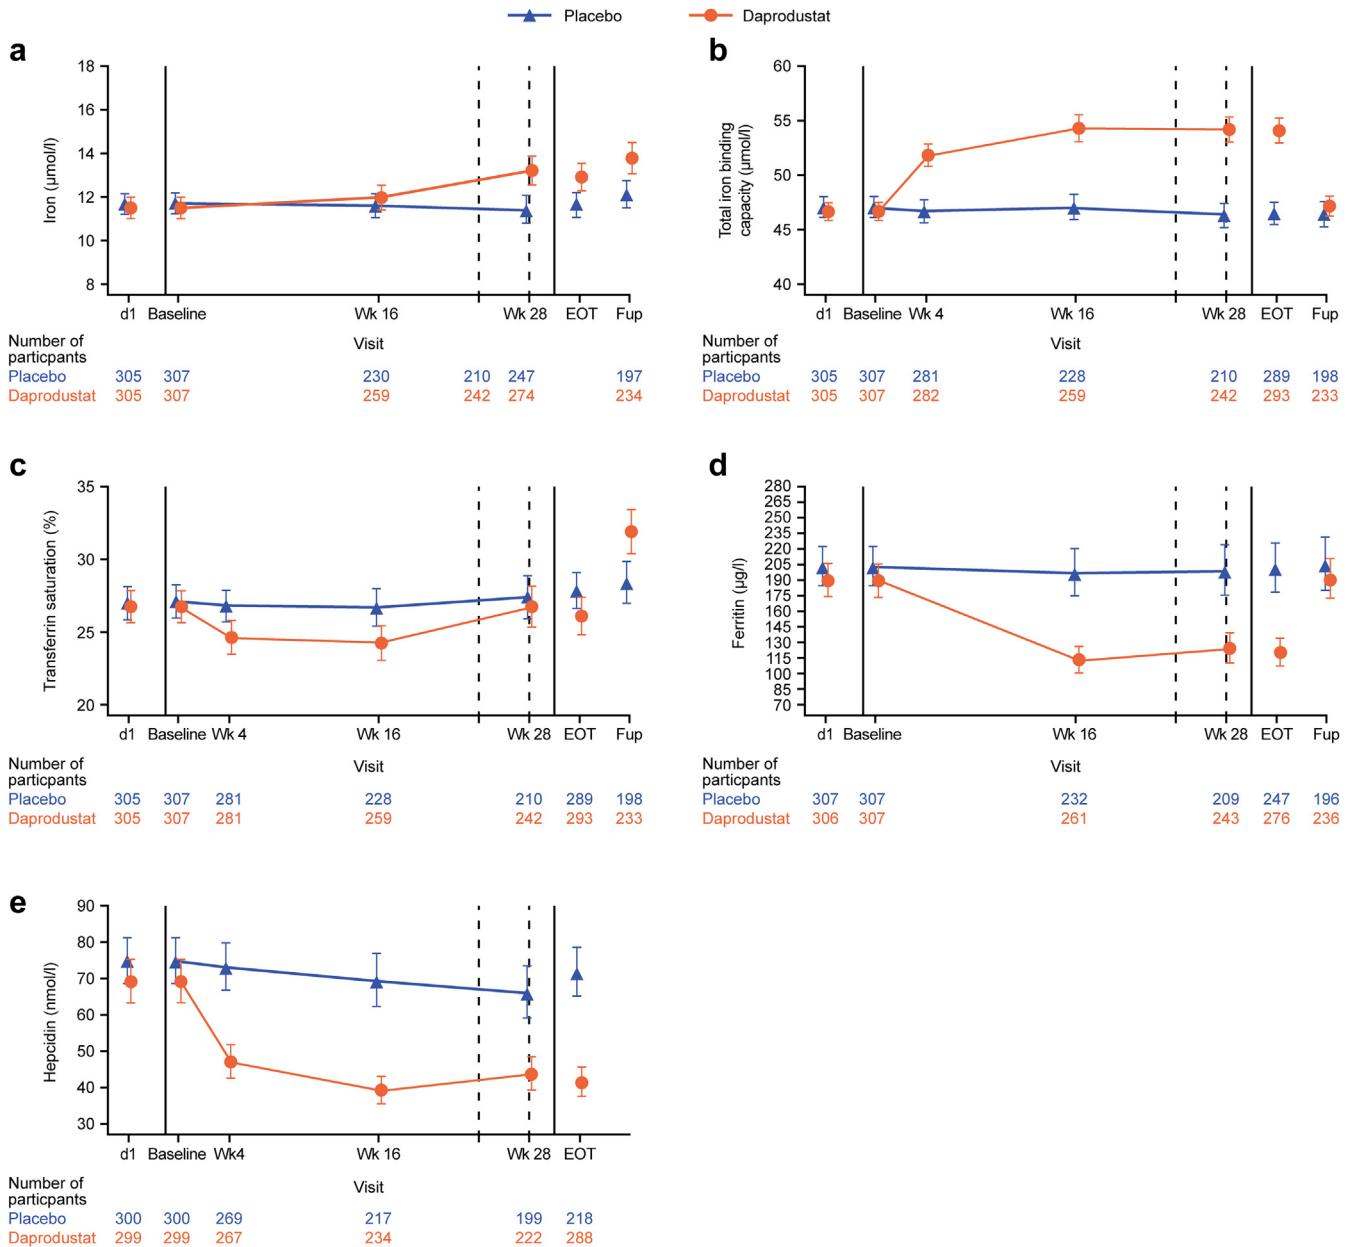 Placebo Daprodustat
a
18
16
14
12
10
8
Iron (µmol/l)
d1 Baseline Wk 16 Wk 28 EOT Fup
Number of
particpants
Visit
Placebo 305 307 230 210 247 197
Daprodustat 305 307 259 242 274 234
b
60
55
50
45
40
Total iron binding
capacity (µmol/l)
d1 Baseline Wk 4 Wk 16 Wk 28 EOT Fup
Number of
particpants
Visit
Placebo 305 307 281 228 210 289 198
Daprodustat 305 307 282 259 242 293 233
c
35
30
25
20
Transferrin saturation (%)
d1 Baseline Wk 4 Wk 16 Wk 28 EOT Fup
Number of
particpants
Visit
Placebo 305 307 281 228 210 289 198
Daprodustat 305 307 281 259 242 293 233
d
280
265
250
235
220
205
190
175
160
145
130
115
100
85
70
Ferritin (µg/l)
d1 Baseline Wk 16 Wk 28 EOT Fup
Number of
particpants
Visit
Placebo 307 307 232 209 247 196
Daprodustat 306 307 261 243 276 236
e
90
80
70
60
50
40
30
Hepcidin (nmol/l)
d1 Baseline Wk4 Wk 16 Wk 28 EOT
Number of
particpants
Visit
Placebo 300 300 269 217 199 218
Daprodustat 299 299 267 234 222 288